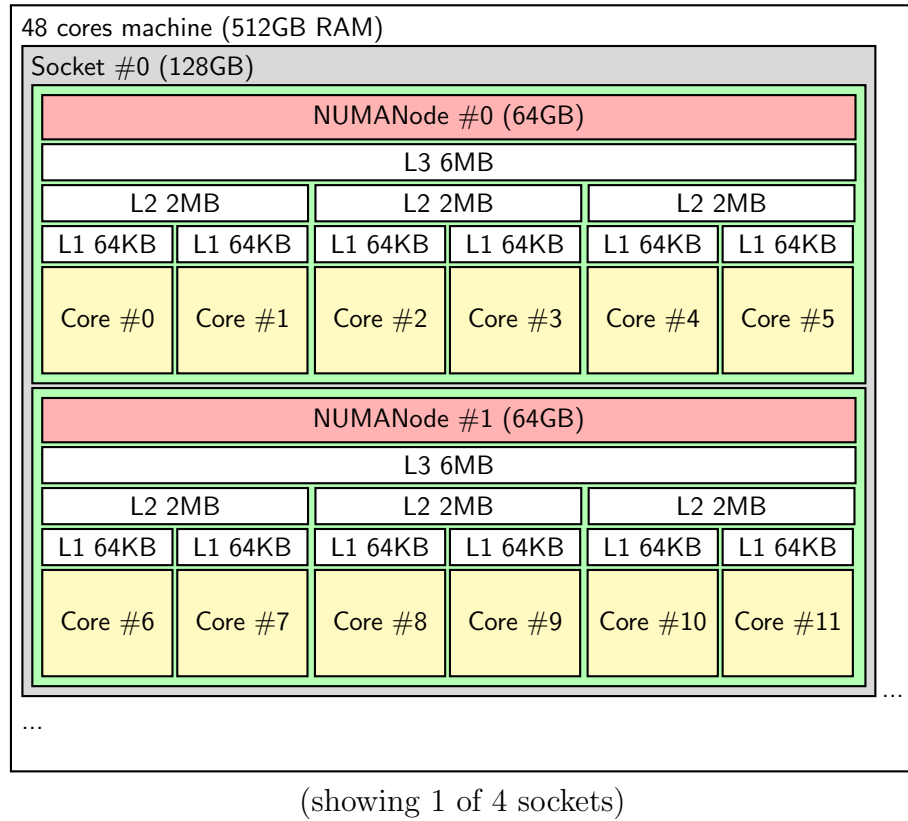 48 cores machine (512GB RAM)
Socket #0 (128GB)
NUMANode #0 (64GB)
L3 6MB
L2 2MB L2 2MB L2 2MB
L1 64KB L1 64KB L1 64KB L1 64KB L1 64KB L1 64KB
Core #0 Core #1 Core #2 Core #3 Core #4 Core #5
NUMANode #1 (64GB)
L3 6MB
L2 2MB L2 2MB L2 2MB
L1 64KB L1 64KB L1 64KB L1 64KB L1 64KB L1 64KB
Core #6 Core #7 Core #8 Core #9 Core #10 Core #11
...
...
(showing 1 of 4 sockets)